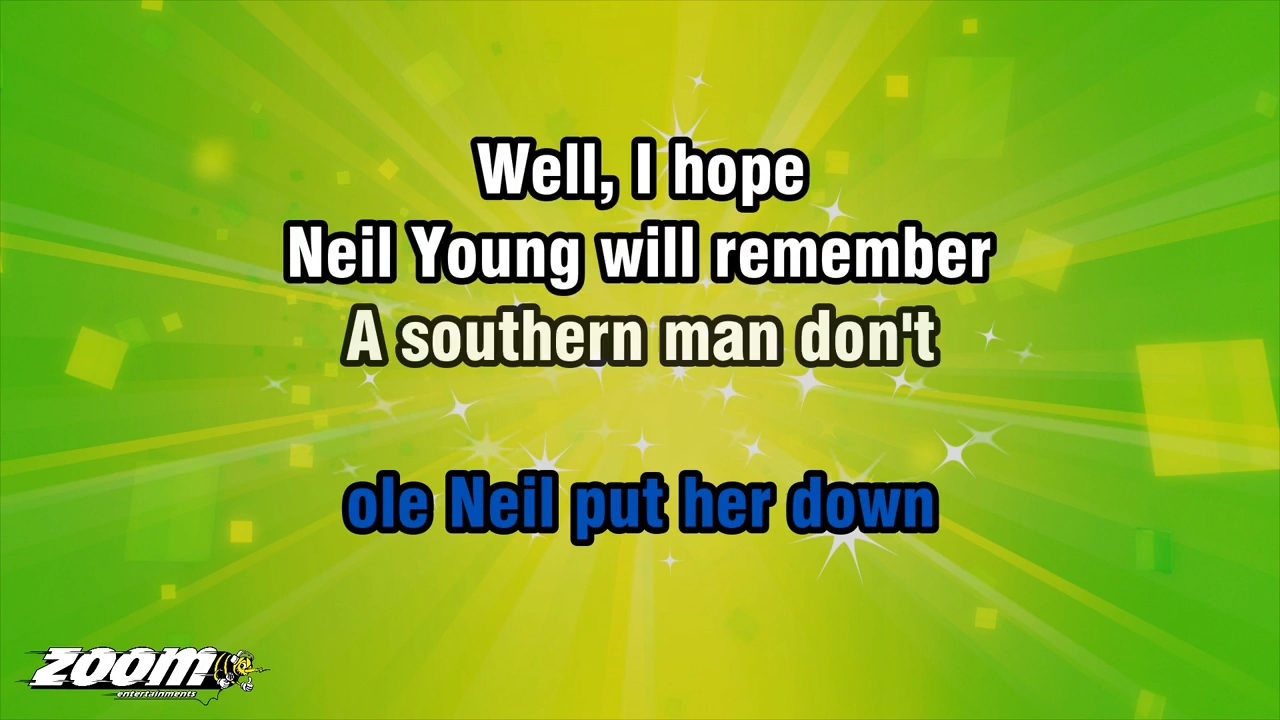 Well, I hope
Neil Young will remember
A southern man don't
ole Neil put her down
zoom
entertainments